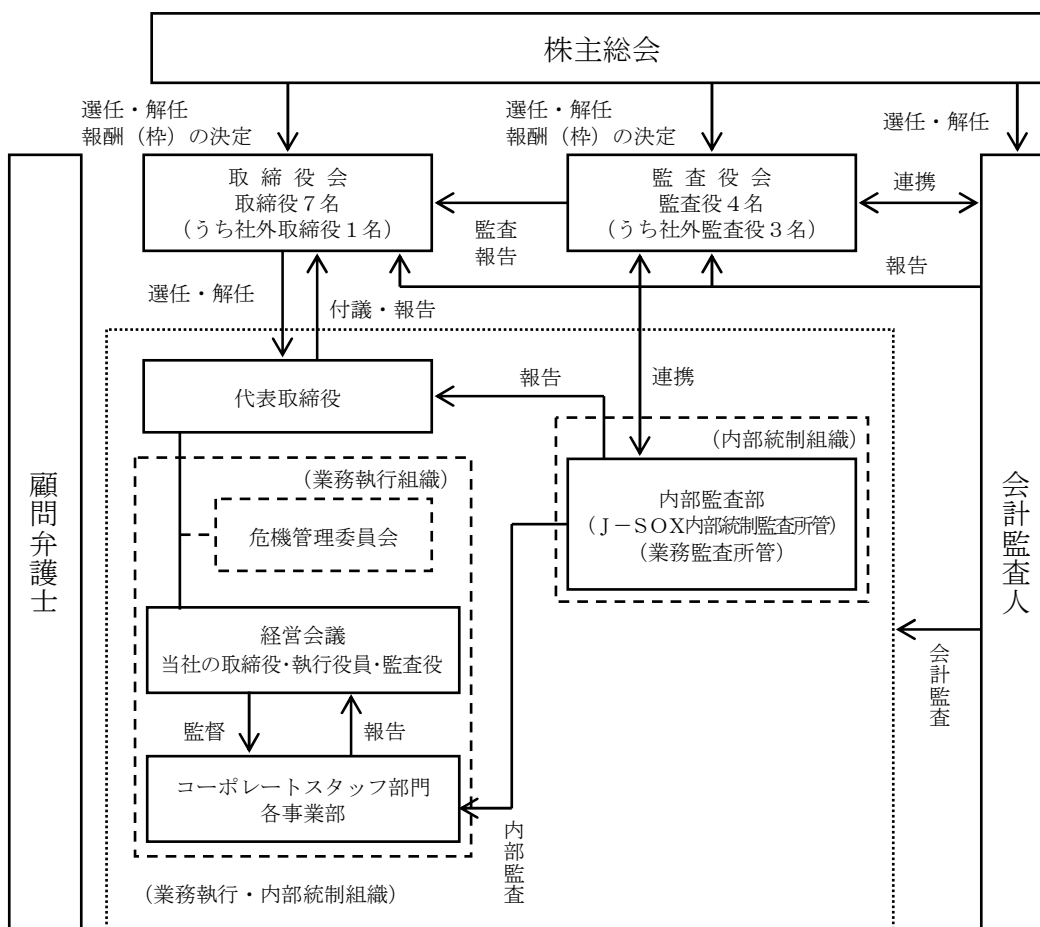 株主総会
選任・解任
報酬（枠）の決定
選任・解任
報酬（枠）の決定
選任・解任
取締役会
取締役７名
（うち社外取締役１名）
監査役会
監査役４名
（うち社外監査役３名）
連携
監査
報告
報告
選任・解任
付議・報告
代表取締役
報告
連携
（内部統制組織）
（業務執行組織）
内部監査部
（Ｊ－ＳＯＸ内部統制監査所管）
（業務監査所管）
危機管理委員会
顧問弁護士
会計監査人
経営会議
当社の取締役・執行役員・監査役
会計監査
監督
報告
コーポレートスタッフ部門
各事業部
内部監査
（業務執行・内部統制組織）